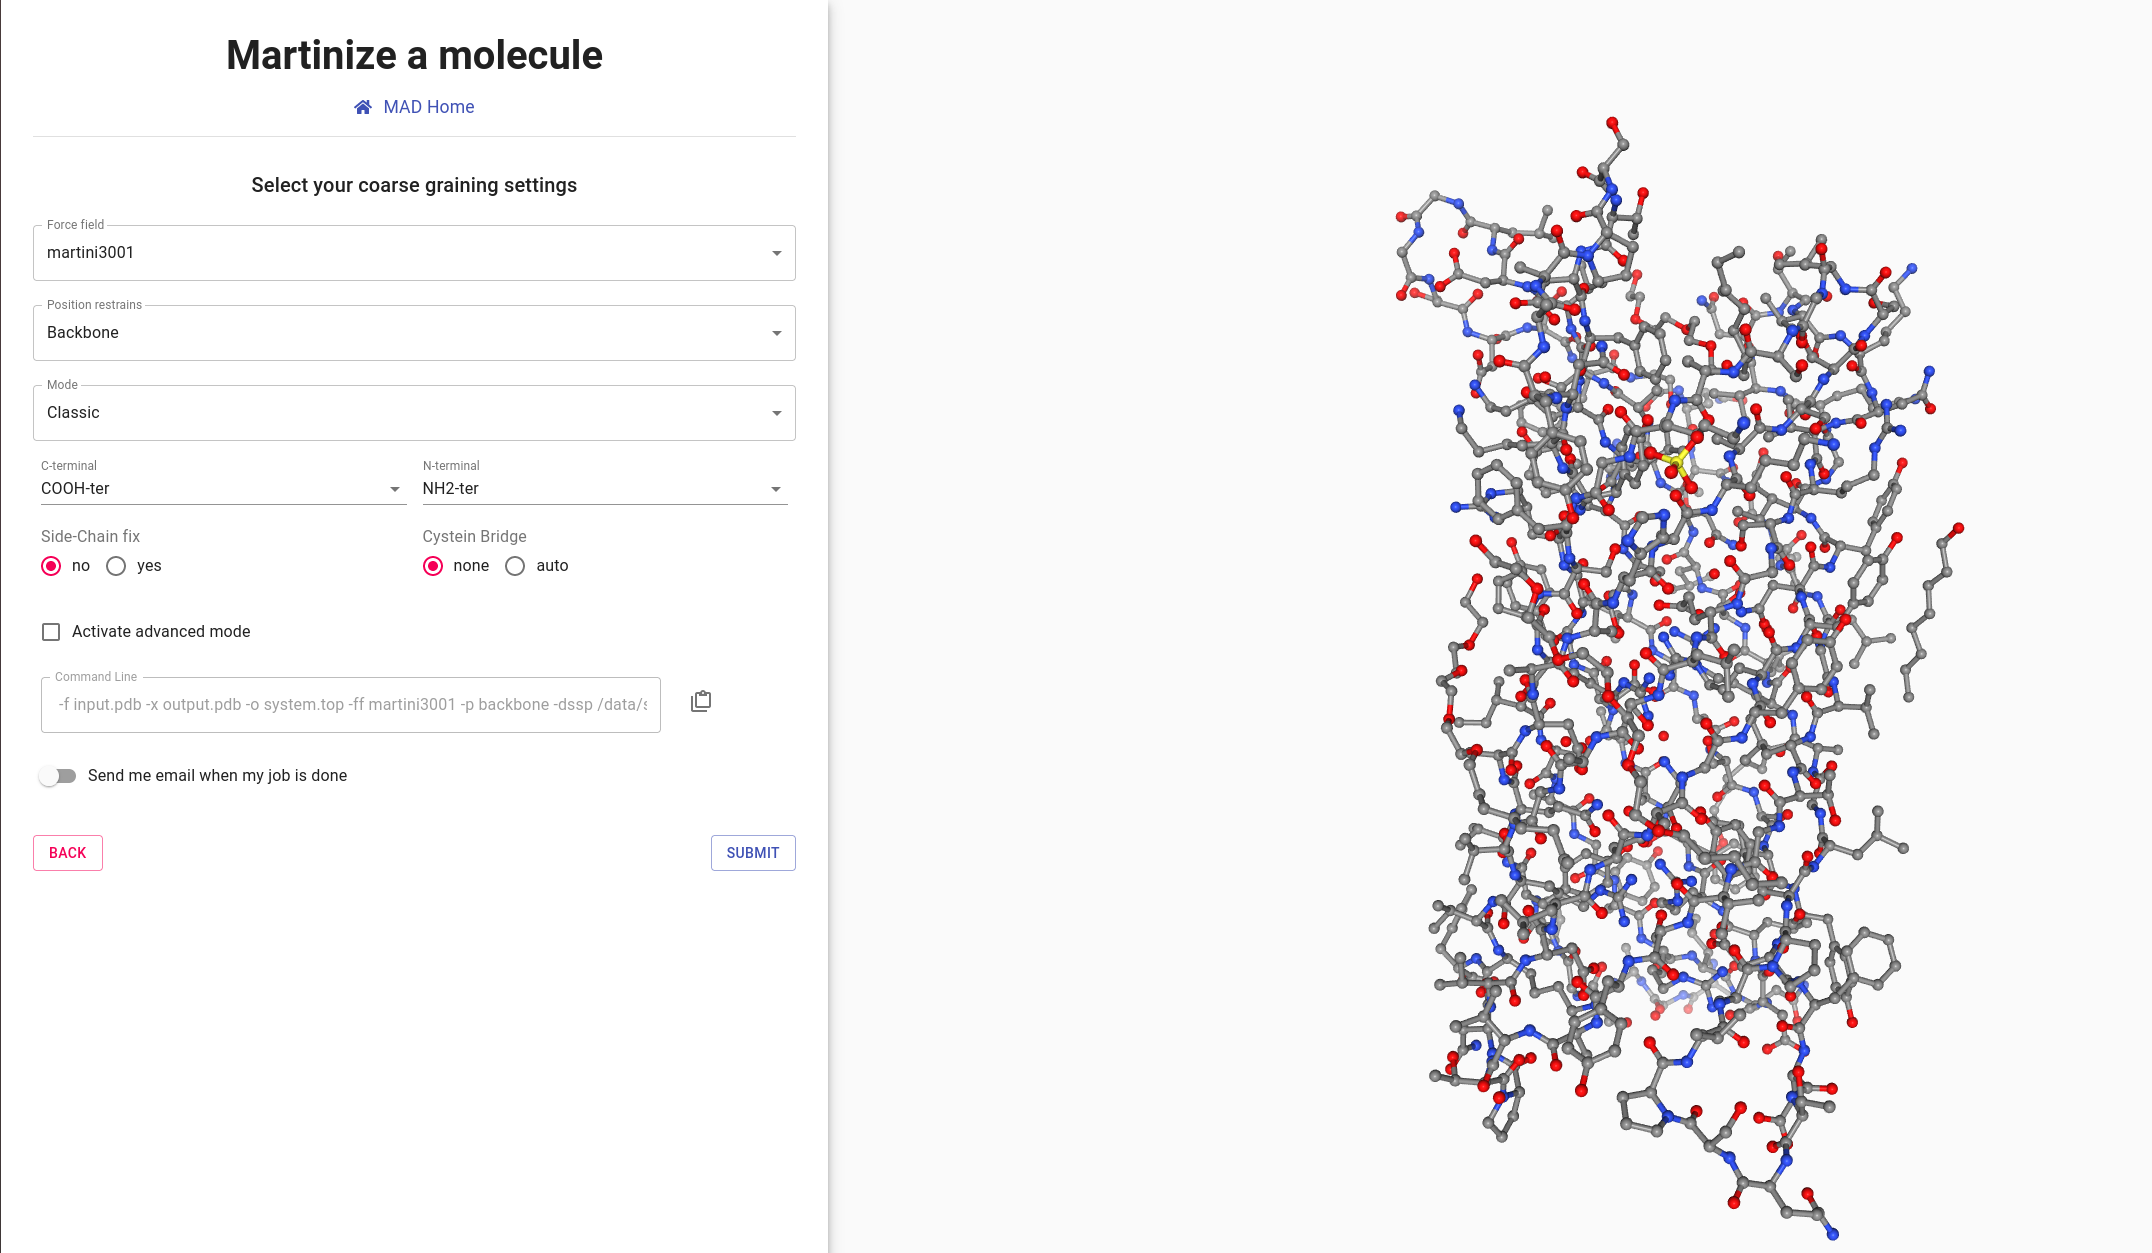 Martinize a molecule
MAD Home
Select your coarse graining settings
Force field
martini3001
Position restrains
Backbone
Mode
Classic
C-terminal
COOH-ter
N-terminal
NH2-ter
Side-Chain fix
no yes
Cystein Bridge
none auto
Activate advanced mode
Command Line
-f input.pdb -x output.pdb -o system.top -ff martini3001 -p backbone -dssp /data/
Send me email when my job is done
BACK
SUBMIT